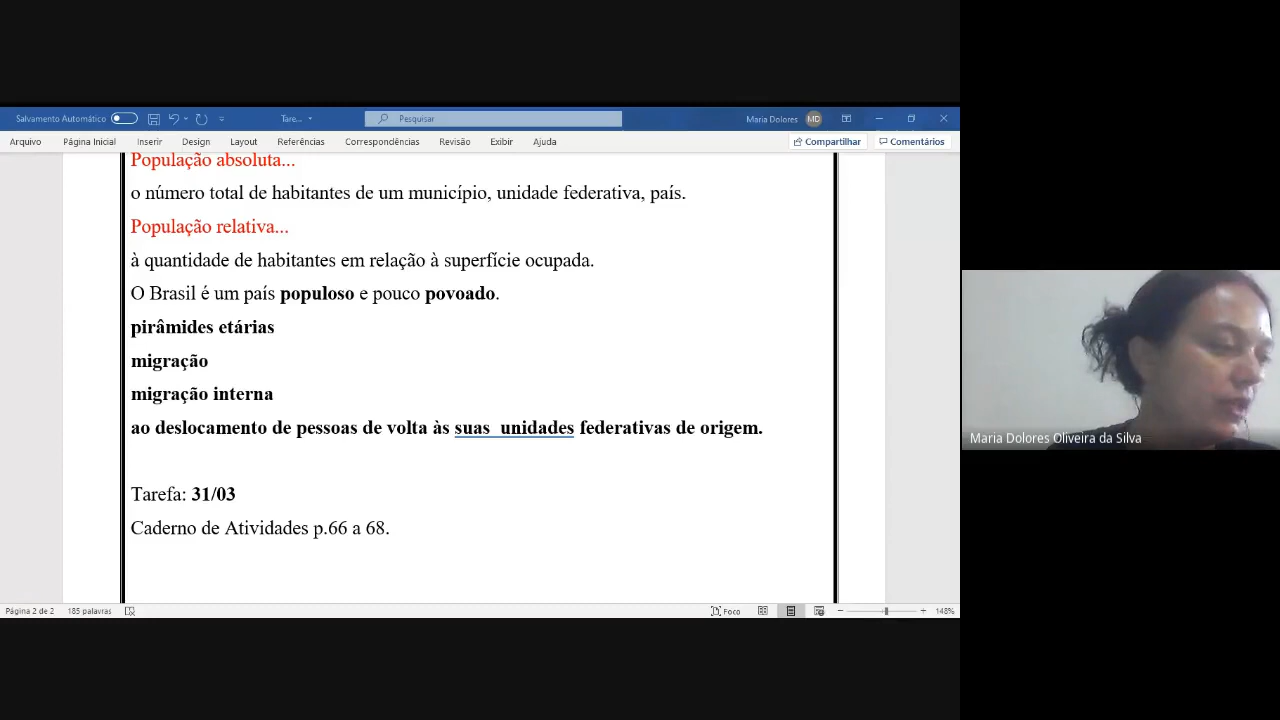 Salvamento Automático
Tare...
Pesquisar
Maria Dolores
MD
Arquivo
Página Inicial
Inserir
Design
Layout
Referências
Correspondências
Revisão
Exibir
Ajuda
Compartilhar
Comentários
População absoluta...
o número total de habitantes de um município, unidade federativa, país.
População relativa...
à quantidade de habitantes em relação à superfície ocupada.
O Brasil é um país populoso e pouco povoado.
pirâmides etárias
migração
migração interna
ao deslocamento de pessoas de volta às suas  unidades federativas de origem.
Tarefa: 31/03
Caderno de Atividades p.66 a 68.
Maria Dolores Oliveira da Silva
Página 2 de 2
185 palavras
Foco
148%